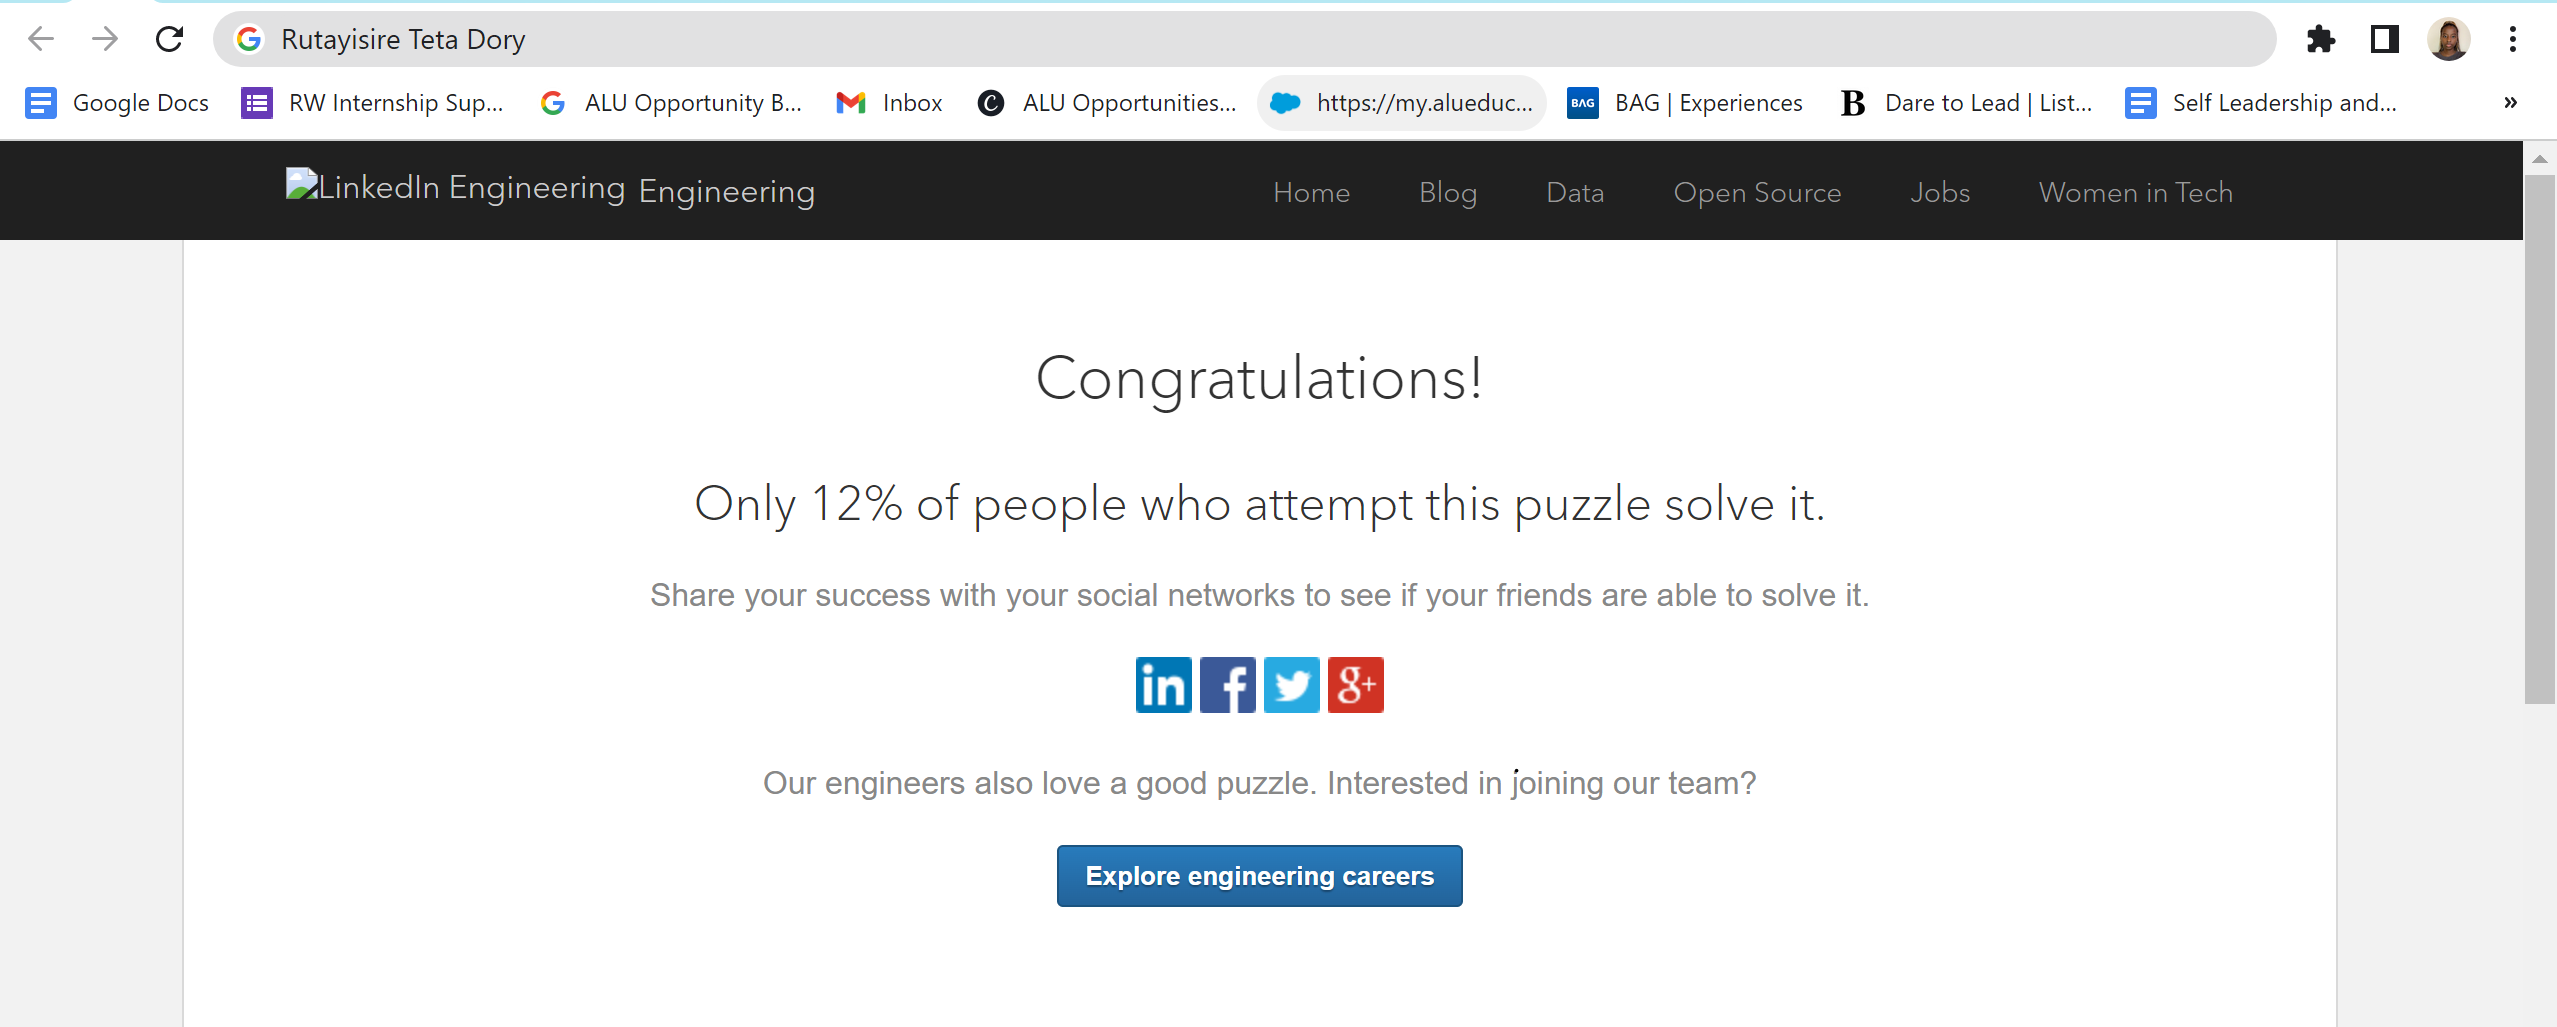 Rutayisire Teta Dory
Google Docs RW Internship Sup... ALU Opportunity B... Inbox ALU Opportunities... https://my.alueduc... BAG BAG | Experiences B Dare to Lead | List... Self Leadership and... »
LinkedIn Engineering Engineering Home Blog Data Open Source Jobs Women in Tech
Congratulations!
Only 12% of people who attempt this puzzle solve it.
Share your success with your social networks to see if your friends are able to solve it.
in f g+
Our engineers also love a good puzzle. Interested in joining our team?
Explore engineering careers